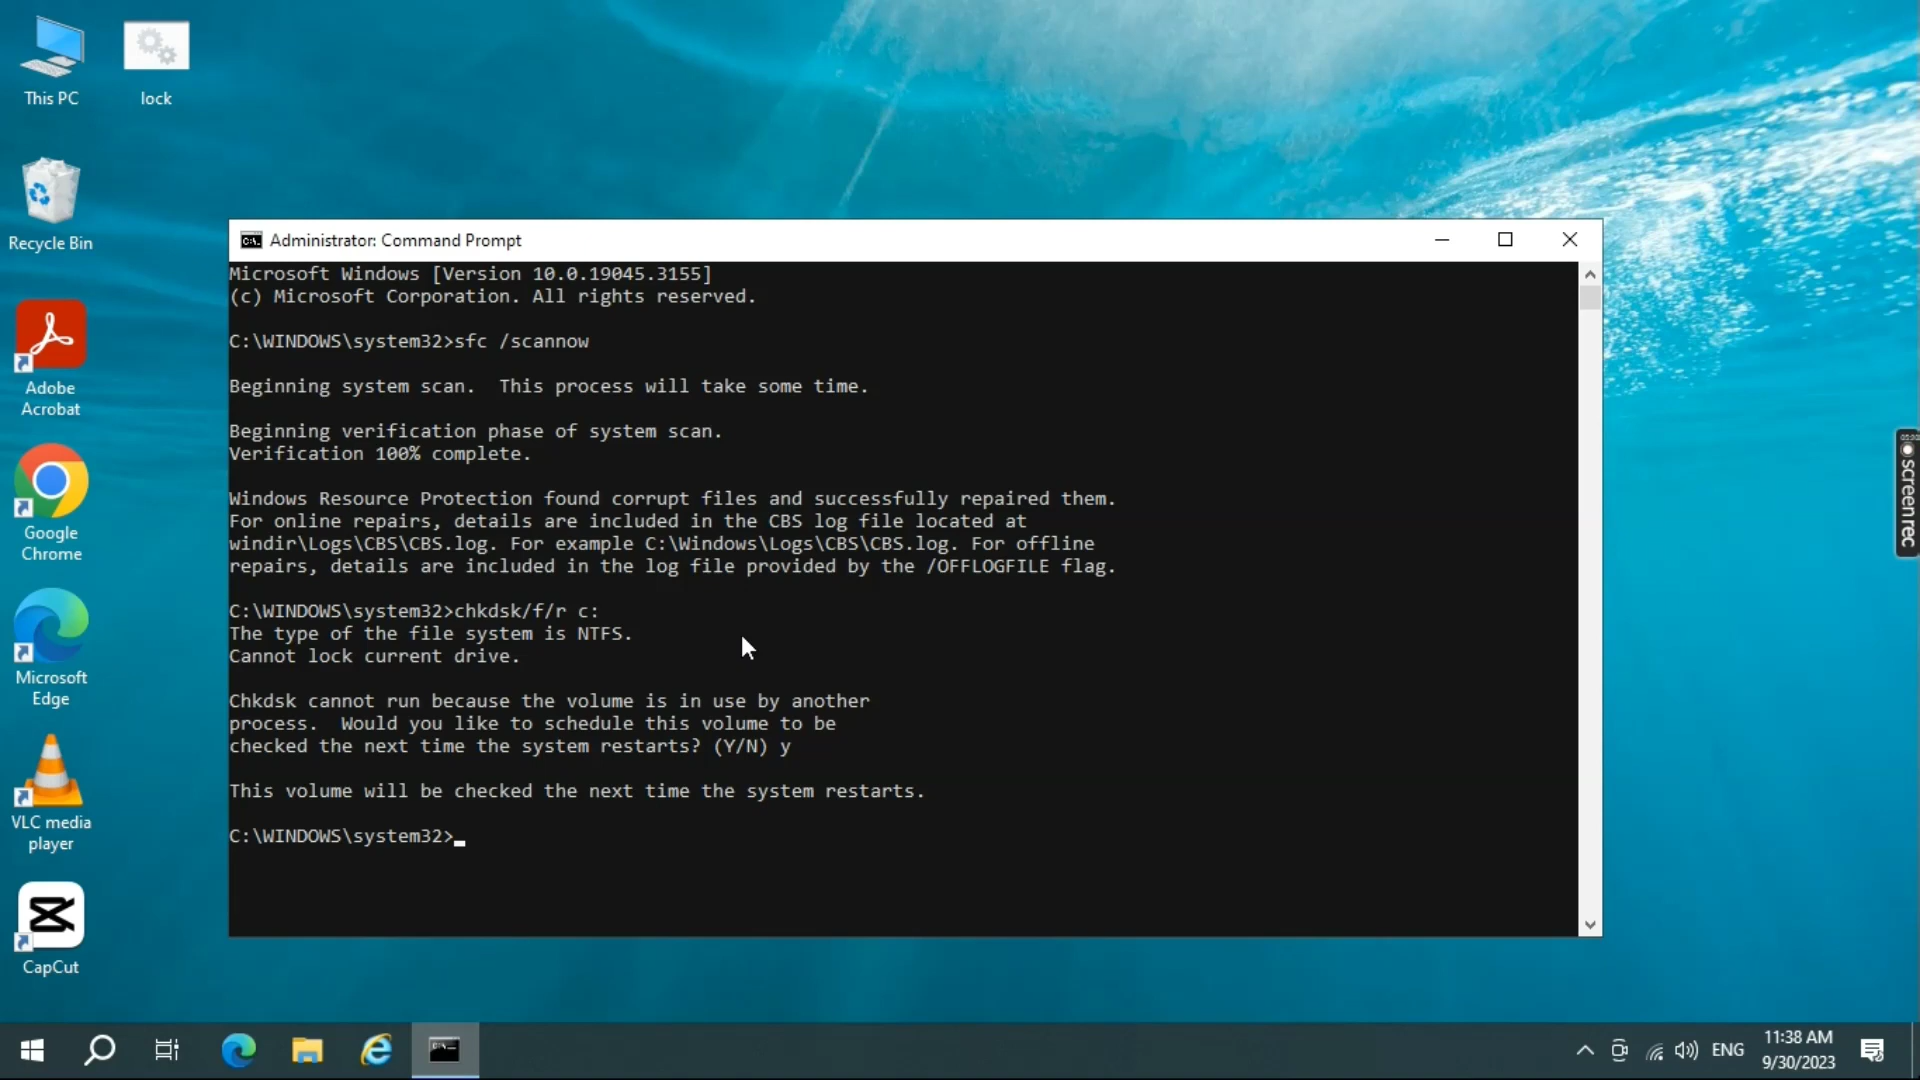 This PC
lock
Recycle Bin
Adobe
Acrobat
Google
Chrome
Microsoft
Edge
VLC media
player
CapCut
Administrator: Command Prompt
Microsoft Windows [Version 10.0.19045.3155]
(c) Microsoft Corporation. All rights reserved.
C:\WINDOWS\system32>sfc /scannow
Beginning system scan.  This process will take some time.
Beginning verification phase of system scan.
Verification 100% complete.
Windows Resource Protection found corrupt files and successfully repaired them.
For online repairs, details are included in the CBS log file located at
windir\Logs\CBS\CBS.log. For example C:\Windows\Logs\CBS\CBS.log. For offline
repairs, details are included in the log file provided by the /OFFLOGFILE flag.
C:\WINDOWS\system32>chkdsk/f/r c:
The type of the file system is NTFS.
Cannot lock current drive.
Chkdsk cannot run because the volume is in use by another
process.  Would you like to schedule this volume to be
checked the next time the system restarts? (Y/N) y
This volume will be checked the next time the system restarts.
C:\WINDOWS\system32>
screen rec
ENG
11:38 AM
9/30/2023